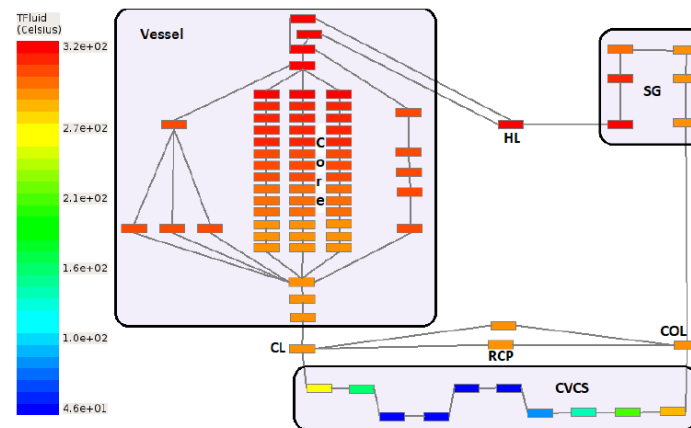 TFluid
(Celsius)
3.2e+02
2.7e+02
2.1e+02
1.6e+02
1.0e+02
4.6e+01
Vessel
Core
HL
SG
CL
RCP
COL
CVCS